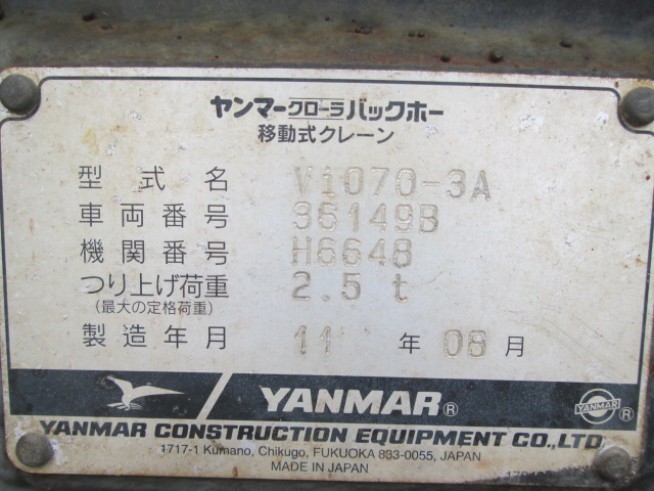 ヤンマークローラバックホー
移動式クレーン
型式名 Vi070-3A
車両番号 36149B
機関番号 H6648
つり上げ荷重 2.5 t
(最大の定格荷重)
製造年月 11 年 08 月
YANMAR®
YANMAR ®
YANMAR CONSTRUCTION EQUIPMENT CO.,LTD.
1717-1 Kumano, Chikugo, FUKUOKA 833-0055, JAPAN
MADE IN JAPAN